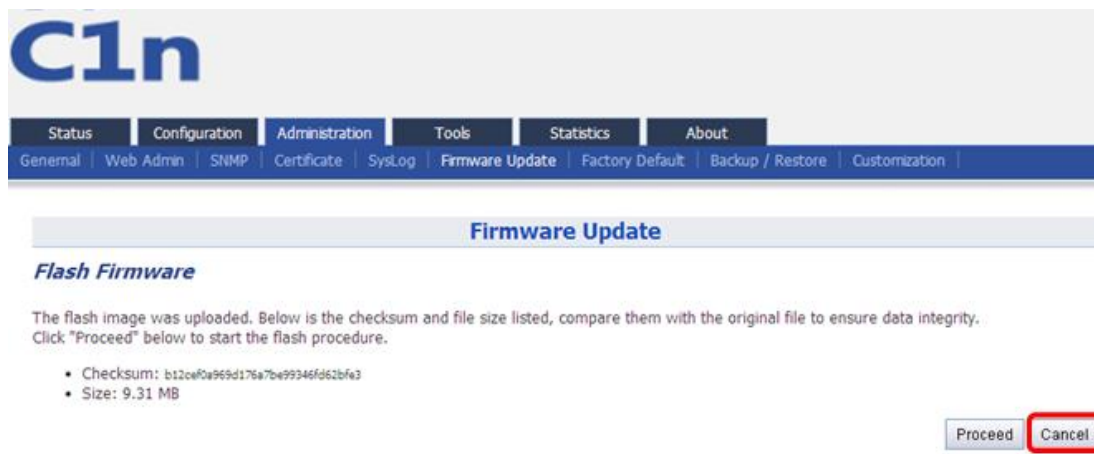 C1n
Status Configuration Administration Tools Statistics About
Genernal | Web Admin | SNMP | Certificate | SysLog | Firmware Update | Factory Default | Backup / Restore | Customization |
Firmware Update
Flash Firmware
The flash image was uploaded. Below is the checksum and file size listed, compare them with the original file to ensure data integrity.
Click "Proceed" below to start the flash procedure.
• Checksum: b12cef0a969d176a7be99346fd62bfe3
• Size: 9.31 MB
Proceed Cancel